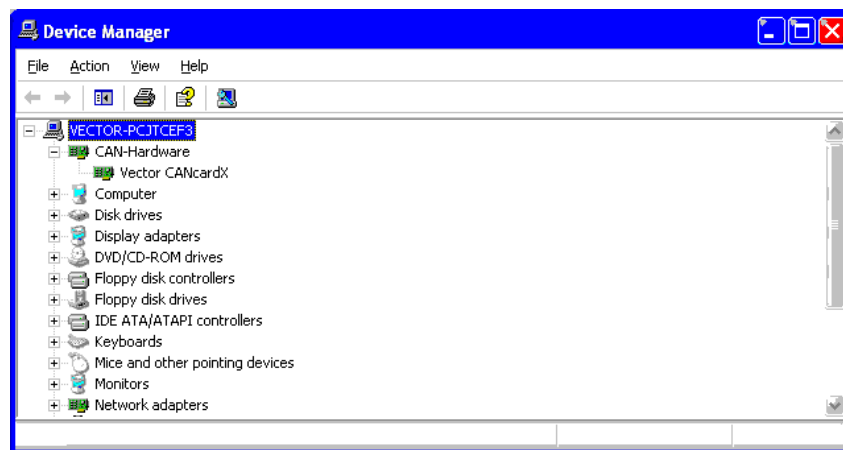 Device Manager
File Action View Help
VECTOR-PCJTCEF3
CAN-Hardware
Vector CANcardX
Computer
Disk drives
Display adapters
DVD/CD-ROM drives
Floppy disk controllers
Floppy disk drives
IDE ATA/ATAPI controllers
Keyboards
Mice and other pointing devices
Monitors
Network adapters